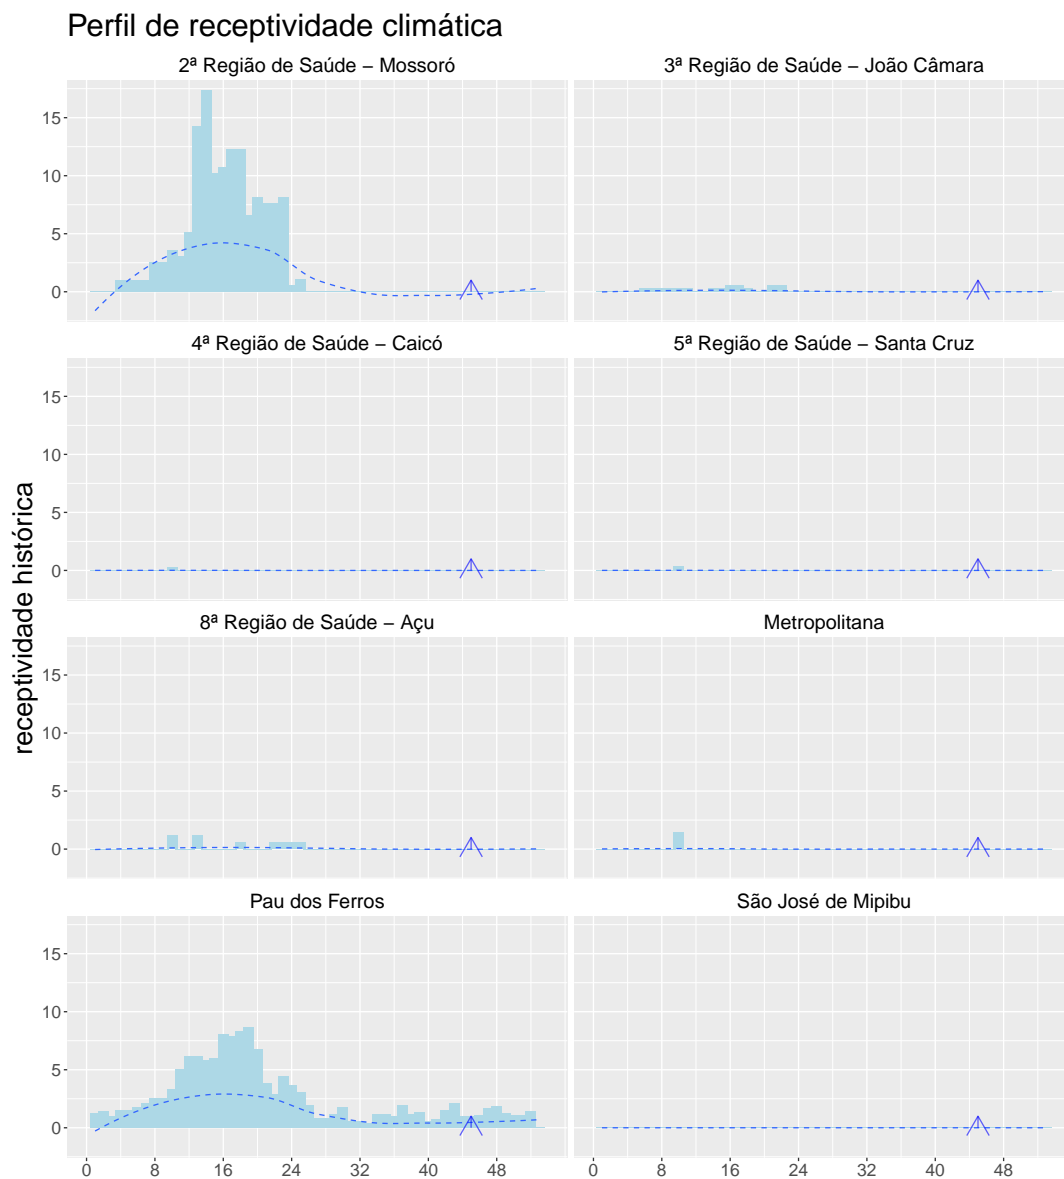 Perfil de receptividade climática
2ª Região de Saúde – Mossoró
3ª Região de Saúde – João Câmara
15
10
5
0
4ª Região de Saúde – Caicó
5ª Região de Saúde – Santa Cruz
15
10
5
0
receptividade histórica
8ª Região de Saúde – Açu
Metropolitana
15
10
5
0
Pau dos Ferros
São José de Mipibu
15
10
5
0
0 8 16 24 32 40 48
0 8 16 24 32 40 48